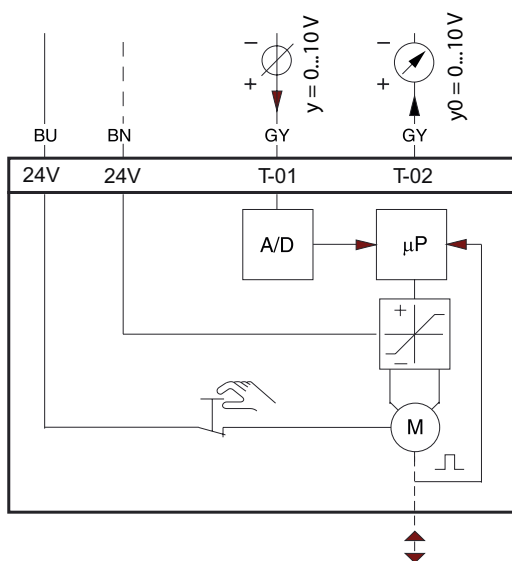 − −
+ y = 0...10 V + y0 = 0...10 V
BU BN GY GY
24V 24V T-01 T-02
A/D µP
+
−
M